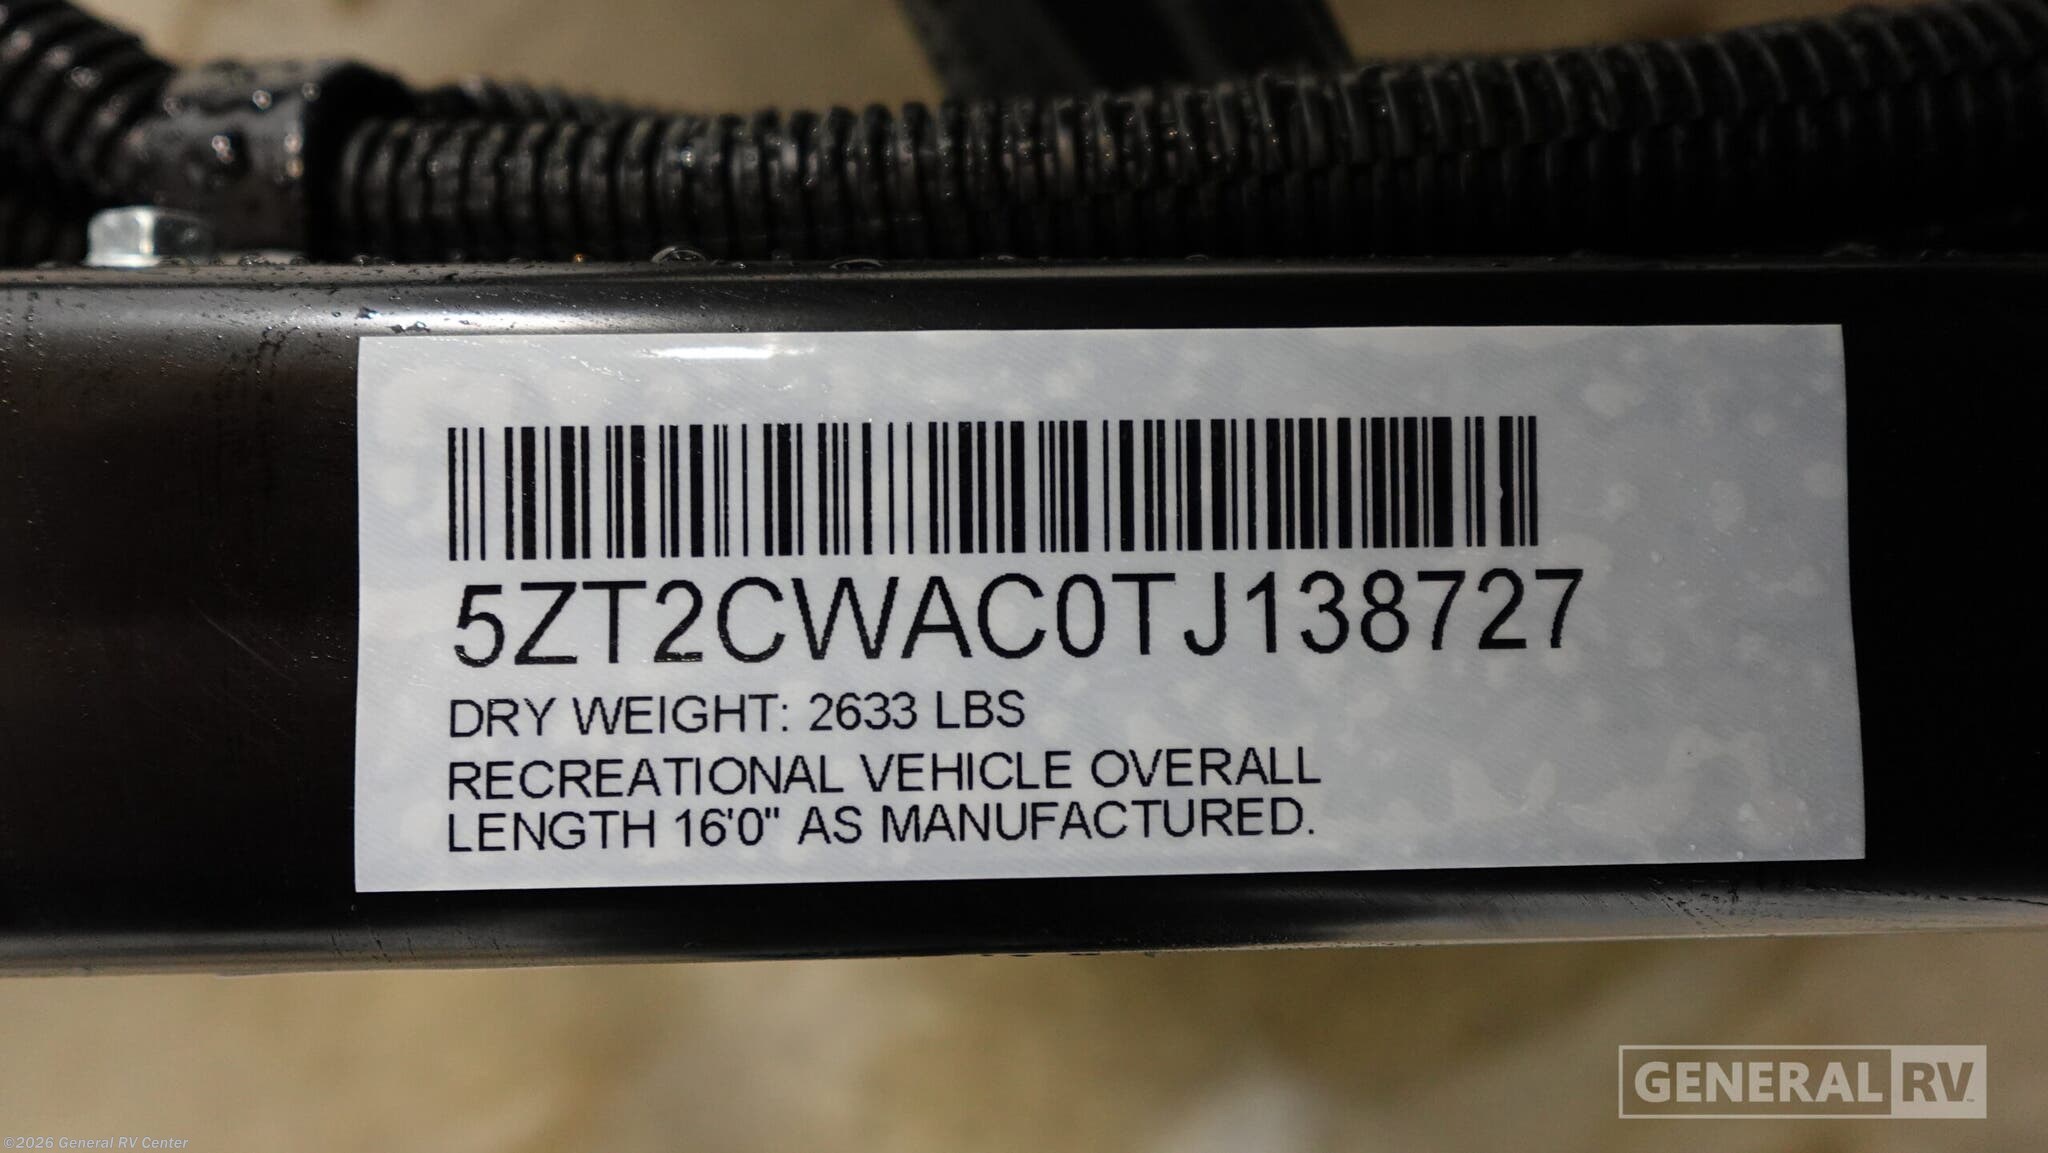 5ZT2CWAC0TJ138727
DRY WEIGHT: 2633 LBS
RECREATIONAL VEHICLE OVERALL
LENGTH 16'0" AS MANUFACTURED.
GENERAL RV
©2026 General RV Center